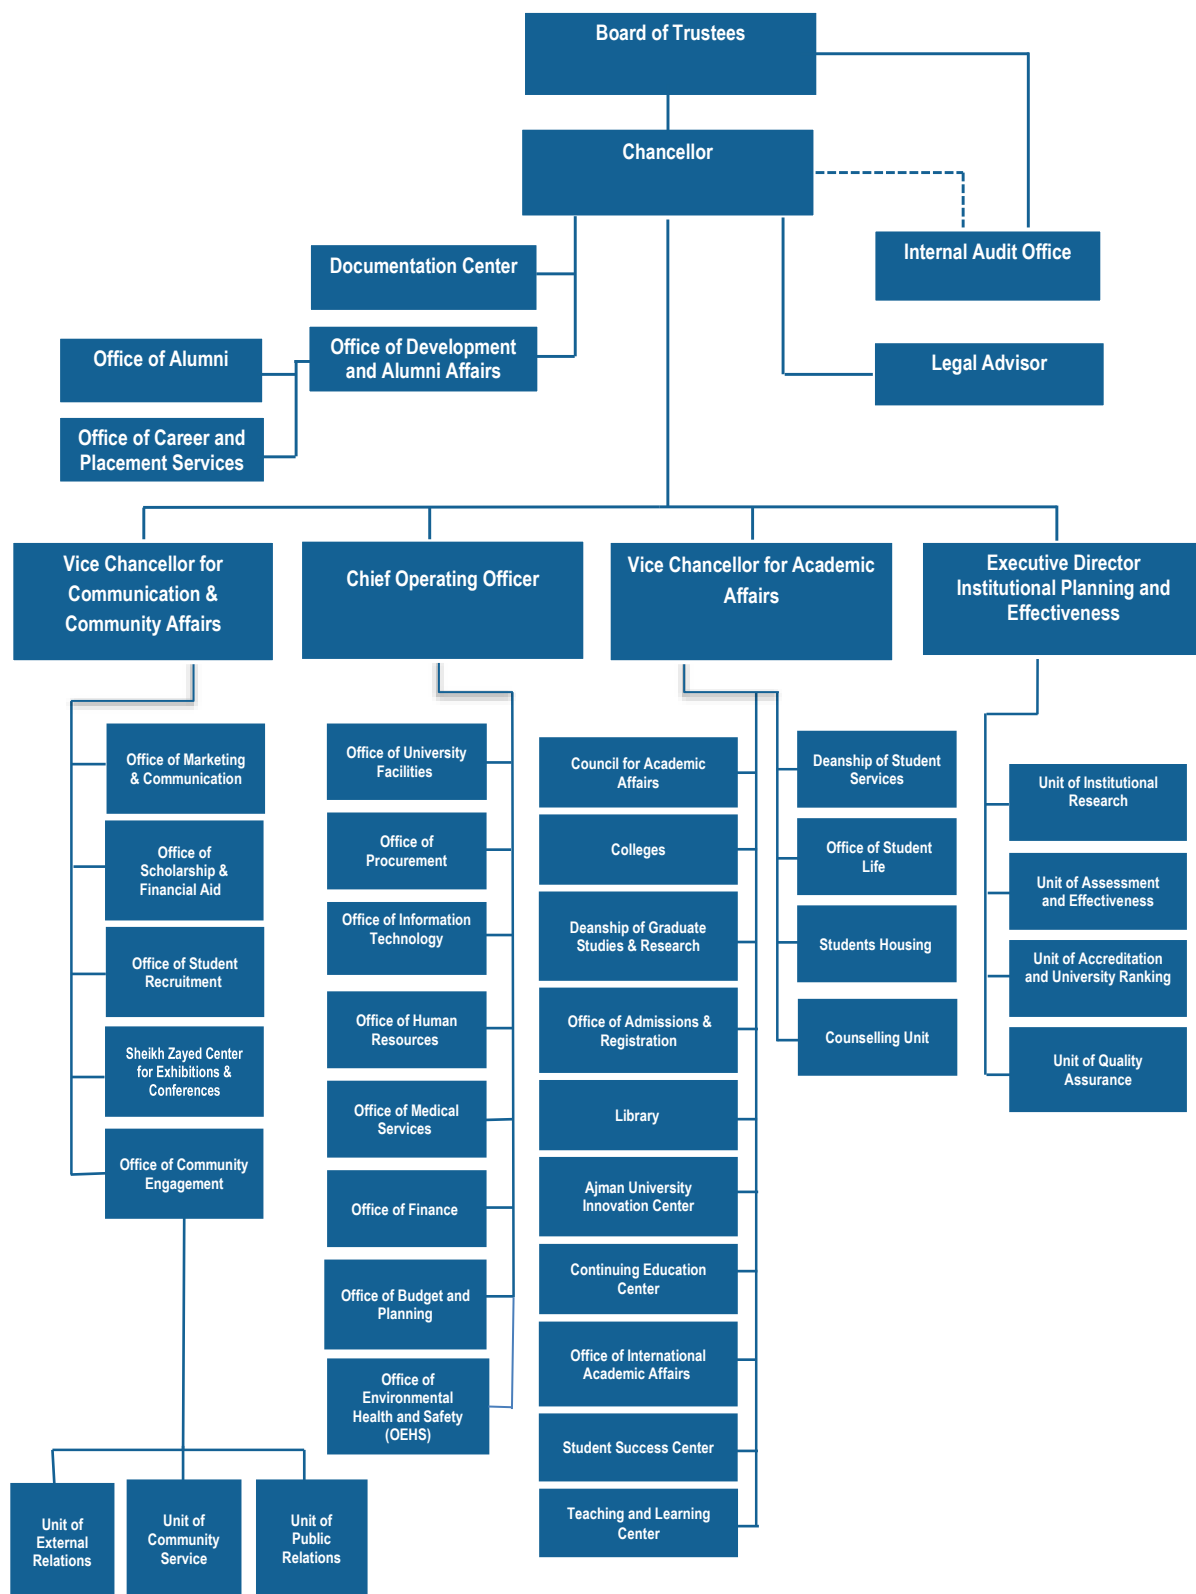 Board of Trustees
Chancellor
Documentation Center
Internal Audit Office
Office of Alumni
Office of Development
and Alumni Affairs
Legal Advisor
Office of Career and
Placement Services
Vice Chancellor for
Communication &
Community Affairs
Chief Operating Officer
Vice Chancellor for Academic
Affairs
Executive Director
Institutional Planning and
Effectiveness
Office of Marketing
& Communication
Office of
Scholarship &
Financial Aid
Office of Student
Recruitment
Sheikh Zayed Center
for Exhibitions &
Conferences
Office of Community
Engagement
Unit of
External
Relations
Unit of
Community
Service
Unit of
Public
Relations
Office of University
Facilities
Office of
Procurement
Office of Information
Technology
Office of Human
Resources
Office of Medical
Services
Office of Finance
Office of Budget and
Planning
Office of
Environmental
Health and Safety
(OEHS)
Council for Academic
Affairs
Colleges
Deanship of Graduate
Studies & Research
Office of Admissions &
Registration
Library
Ajman University
Innovation Center
Continuing Education
Center
Office of International
Academic Affairs
Student Success Center
Teaching and Learning
Center
Deanship of Student
Services
Office of Student
Life
Students Housing
Counselling Unit
Unit of Institutional
Research
Unit of Assessment
and Effectiveness
Unit of Accreditation
and University Ranking
Unit of Quality
Assurance